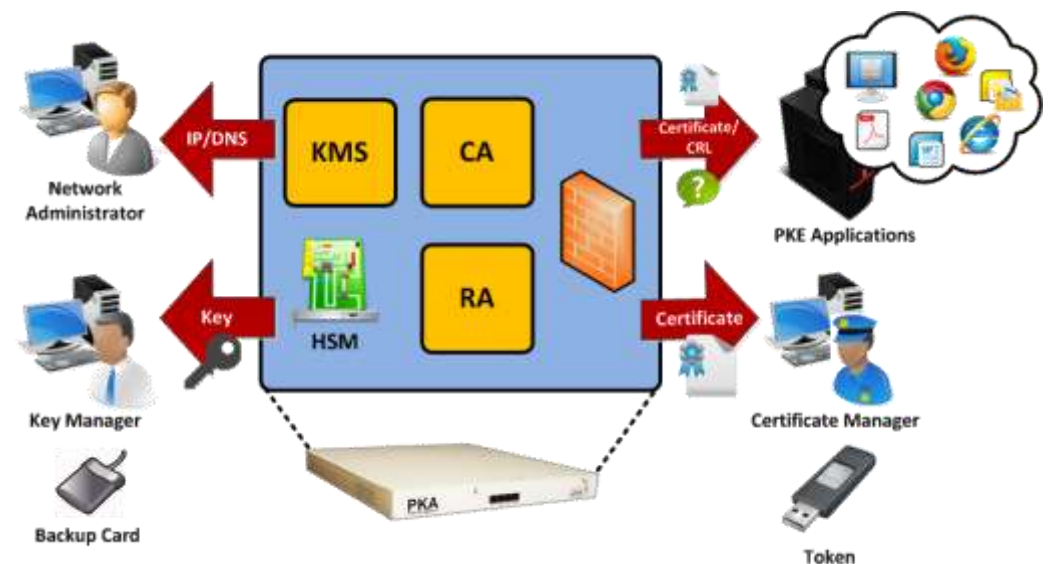 IP/DNS
KMS
CA
Certificate/
CRL
?
Network
Administrator
PKE Applications
Key
HSM
RA
Certificate
Key Manager
Certificate Manager
PKA
Backup Card
Token